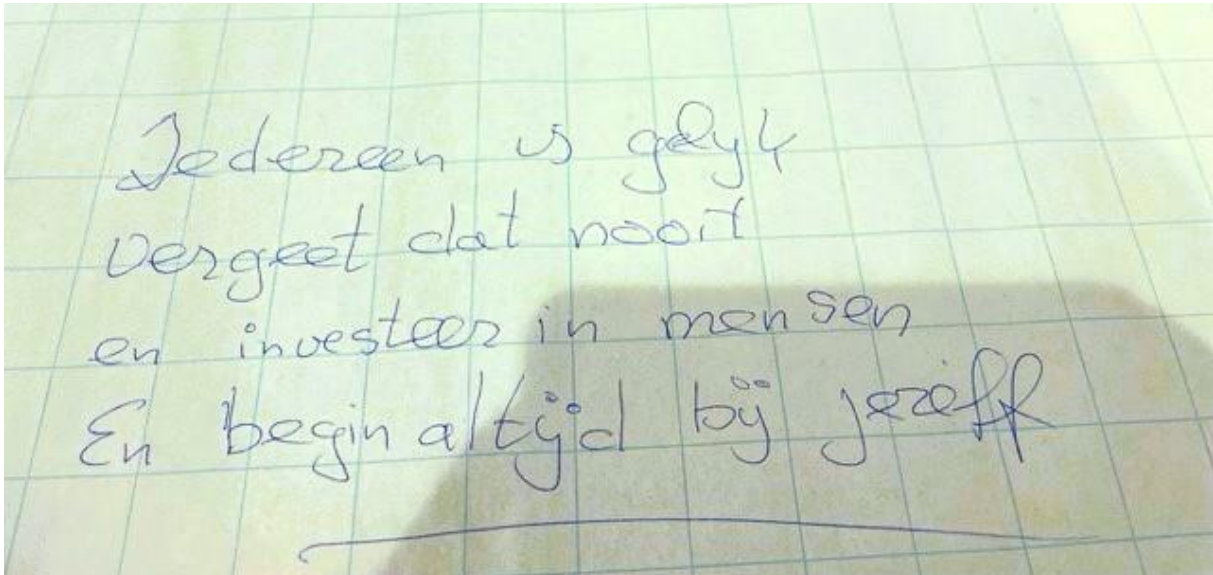 Iedereen is gelyk
vergeet dat nooit
en investeer in mensen
En begin altijd bij jezelf